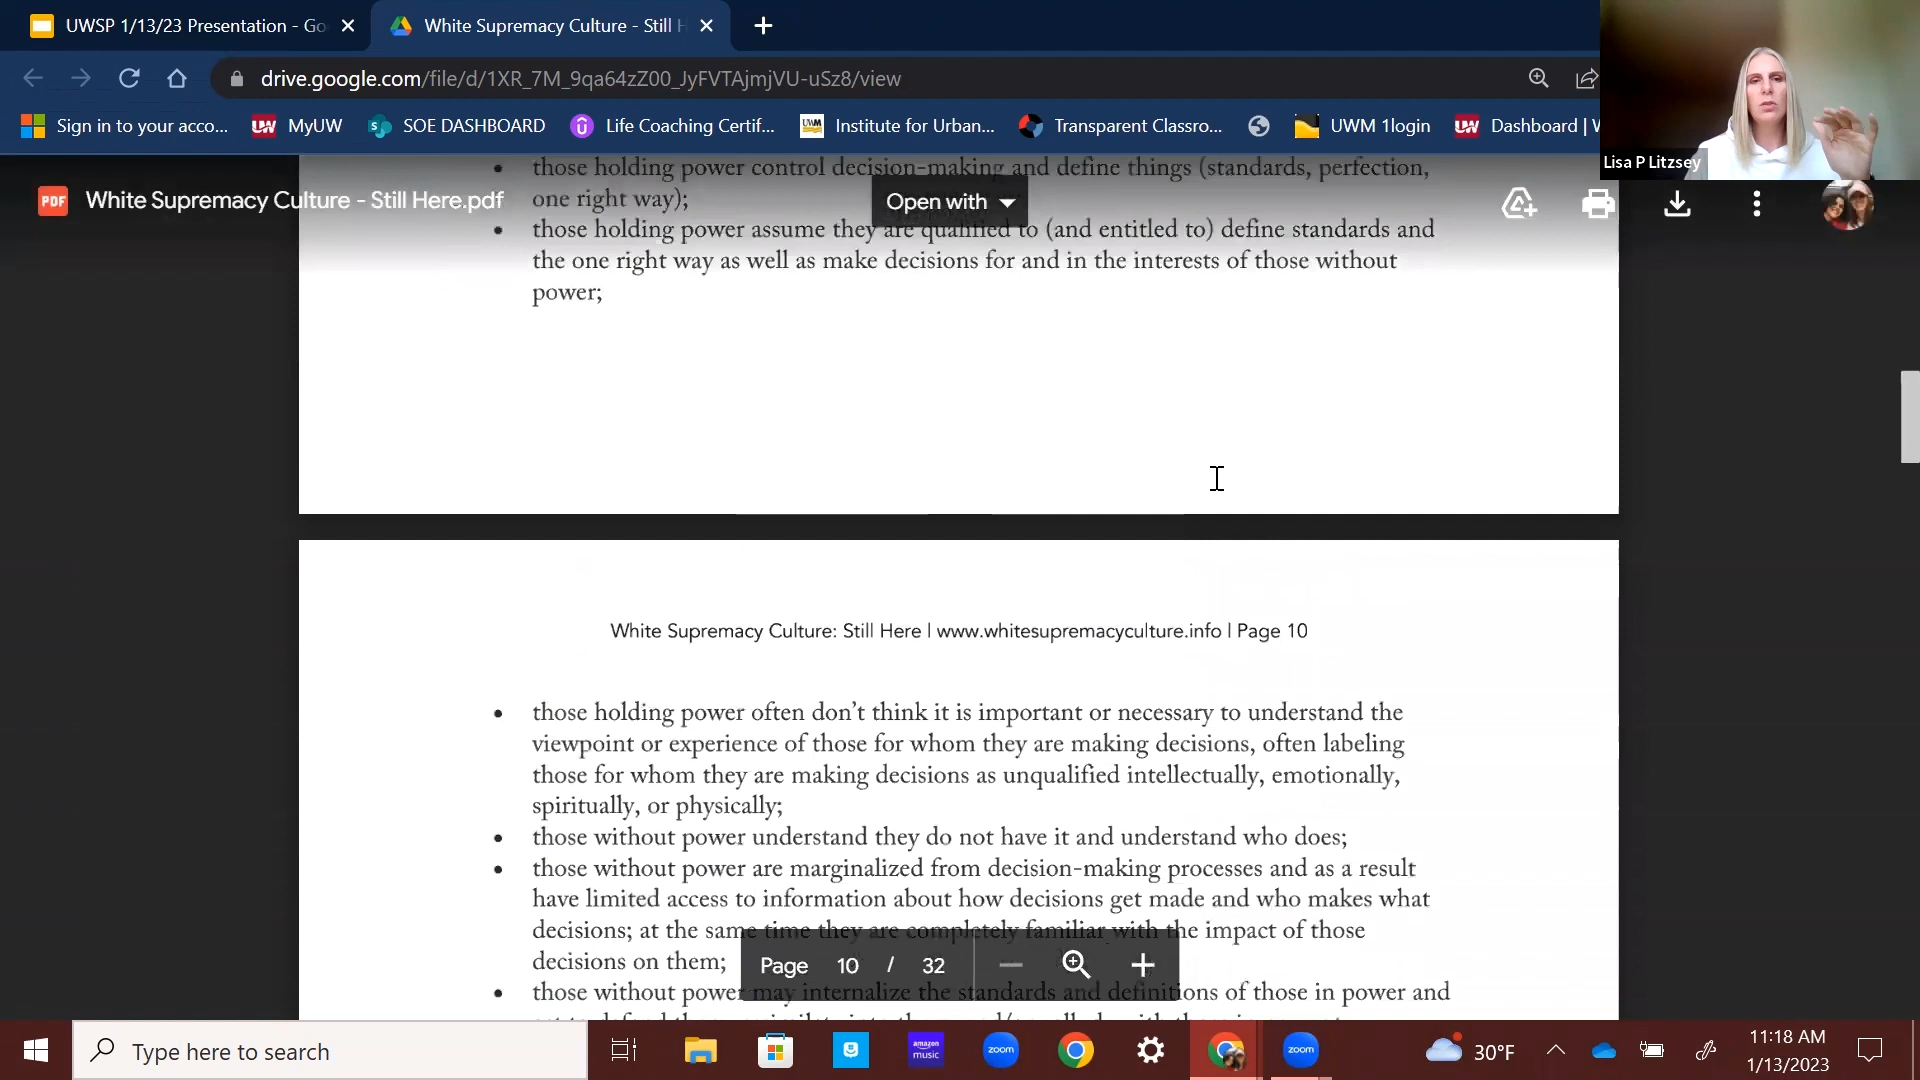 UWSP 1/13/23 Presentation - Go
White Supremacy Culture - Still H
drive.google.com/file/d/1XR_7M_9qa64zZ00_JyFVTAjmjVU-uSz8/view
Sign in to your acco...
MyUW
SOE DASHBOARD
Life Coaching Certif...
Institute for Urban...
Transparent Classro...
UWM 1login
Dashboard | W
Lisa P Litzsey
• those holding power control decision-making and define things (standards, perfection,
one right way);
PDF White Supremacy Culture - Still Here.pdf
Open with
• those holding power assume they are qualified to (and entitled to) define standards and
the one right way as well as make decisions for and in the interests of those without
power;
White Supremacy Culture: Still Here | www.whitesupremacyculture.info | Page 10
• those holding power often don't think it is important or necessary to understand the
viewpoint or experience of those for whom they are making decisions, often labeling
those for whom they are making decisions as unqualified intellectually, emotionally,
spiritually, or physically;
• those without power understand they do not have it and understand who does;
• those without power are marginalized from decision-making processes and as a result
have limited access to information about how decisions get made and who makes what
decisions; at the same time they are completely familiar with the impact of those
decisions on them;
Page 10 / 32
• those without power may internalize the standards and definitions of those in power and
Type here to search
amazon music
zoom
zoom
30°F
11:18 AM
1/13/2023